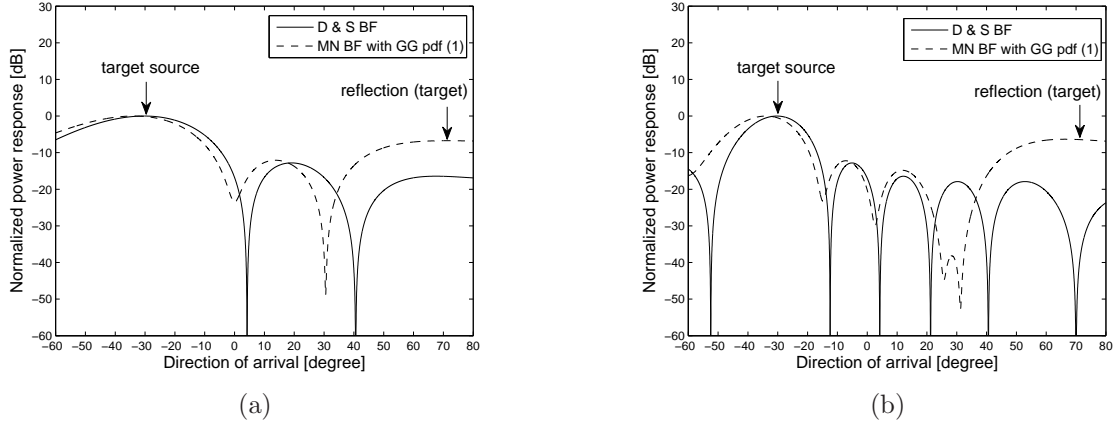 30
20
10
0
−10
−20
−30
−40
−50
−60
Normalized power response [dB]
D & S BF
MN BF with GG pdf (1)
target source
reflection (target)
−60 −50 −40 −30 −20 −10 0 10 20 30 40 50 60 70 80
Direction of arrival [degree]
(a)
30
20
10
0
−10
−20
−30
−40
−50
−60
Normalized power response [dB]
D & S BF
MN BF with GG pdf (1)
target source
reflection (target)
−60 −50 −40 −30 −20 −10 0 10 20 30 40 50 60 70 80
Direction of arrival [degree]
(b)